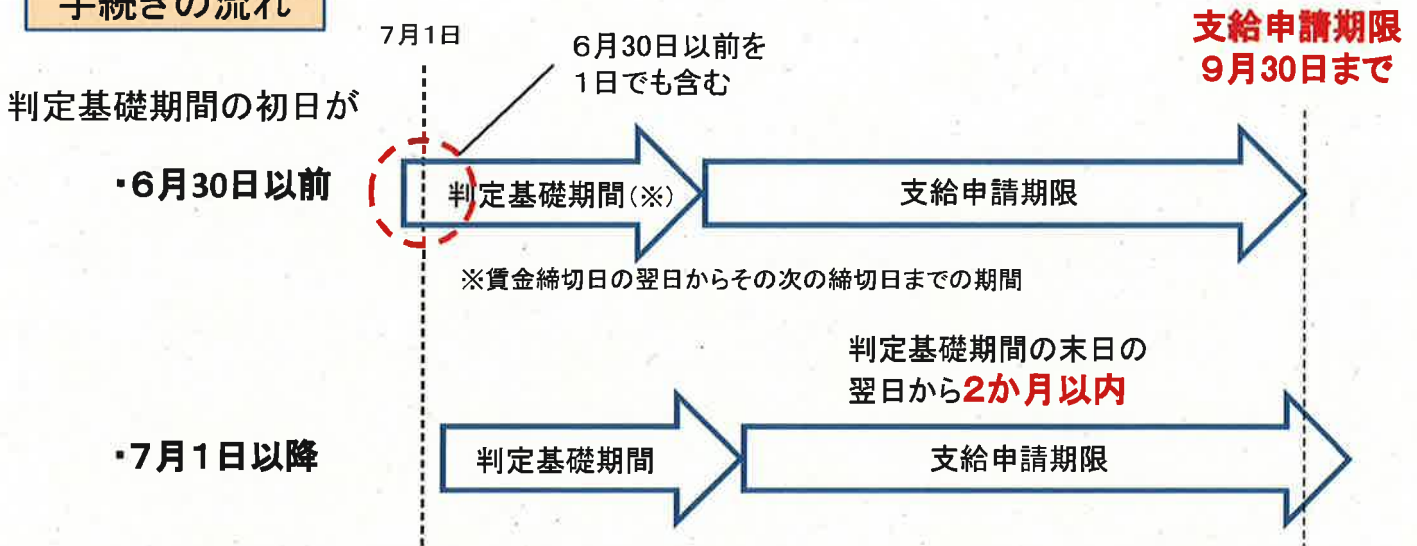 手続きの流れ
7月1日
6月30日以前を
1日でも含む
支給申請期限
9月30日まで
判定基礎期間の初日が
・6月30日以前
判定基礎期間(※)
支給申請期限
※賃金締切日の翌日からその次の締切日までの期間
判定基礎期間の末日の
翌日から2か月以内
・7月1日以降
判定基礎期間
支給申請期限